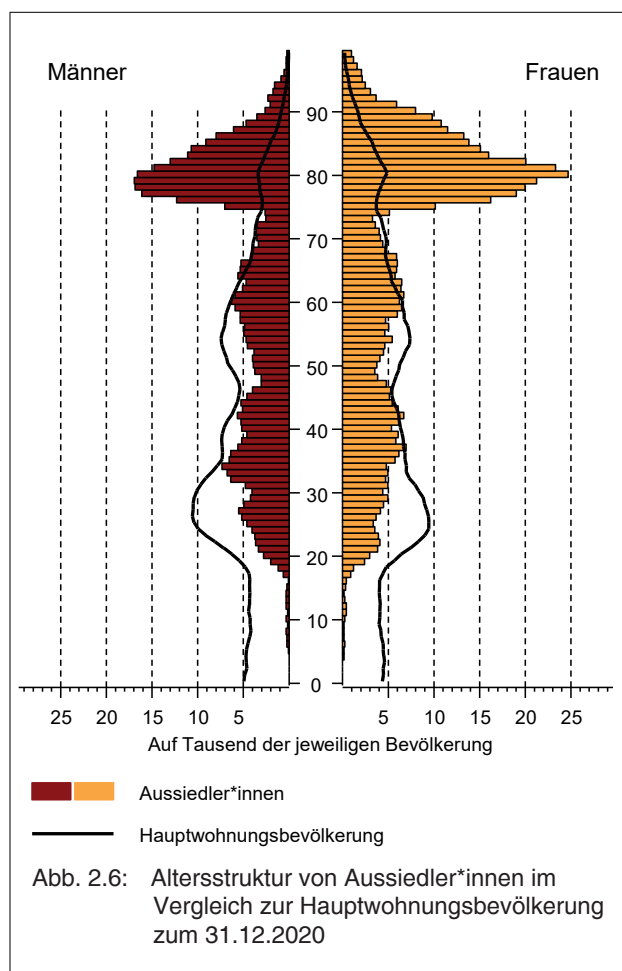 Männer Frauen
90
80
70
60
50
40
30
20
10
0
25 20 15 10 5 5 10 15 20 25
Auf Tausend der jeweiligen Bevölkerung
Aussiedler*innen
Hauptwohnungsbevölkerung
Abb. 2.6: Altersstruktur von Aussiedler*innen im
Vergleich zur Hauptwohnungsbevölkerung
zum 31.12.2020